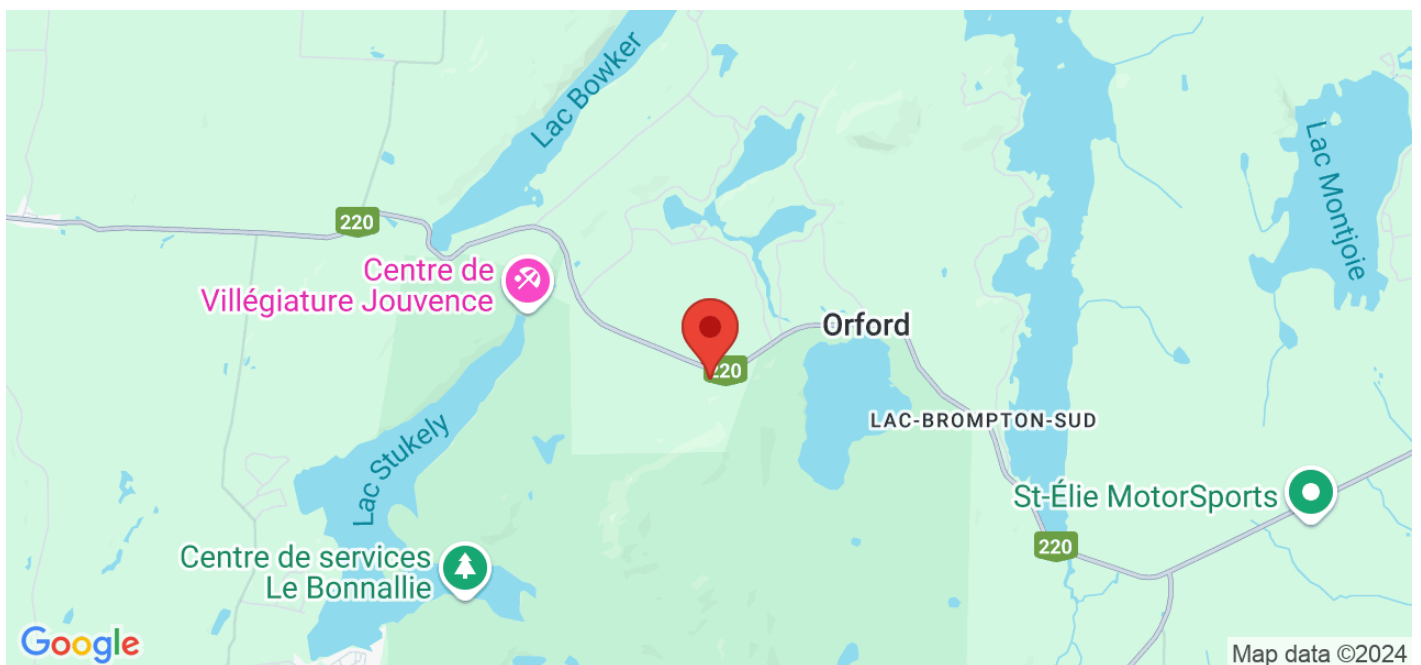 Lac Bowker
Lac Montjoie
220
Centre de
Villégiature Jouvence
Orford
220
LAC-BROMPTON-SUD
Lac Stukely
St-Élie MotorSports
220
Centre de services
Le Bonnallie
Google
Map data ©2024